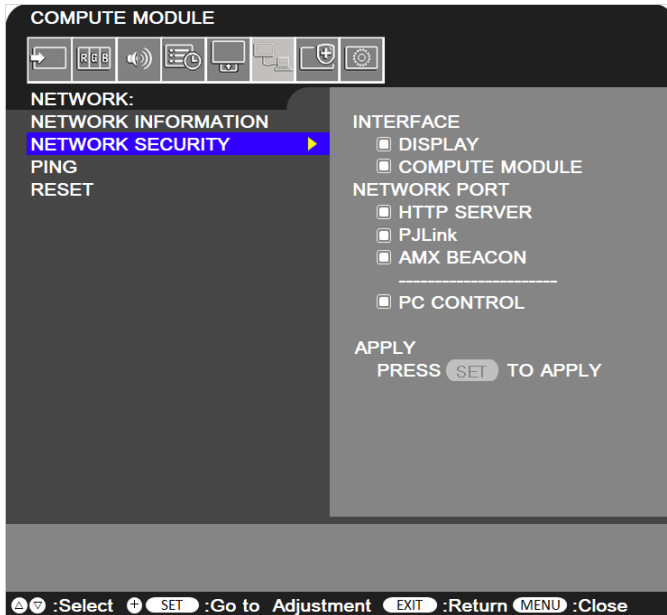 COMPUTE MODULE
RGB
NETWORK:
NETWORK INFORMATION
NETWORK SECURITY
PING
RESET
INTERFACE
DISPLAY
COMPUTE MODULE
NETWORK PORT
HTTP SERVER
PJLink
AMX BEACON
----------------------
PC CONTROL
APPLY
PRESS SET TO APPLY
:Select SET :Go to Adjustment EXIT :Return MENU :Close